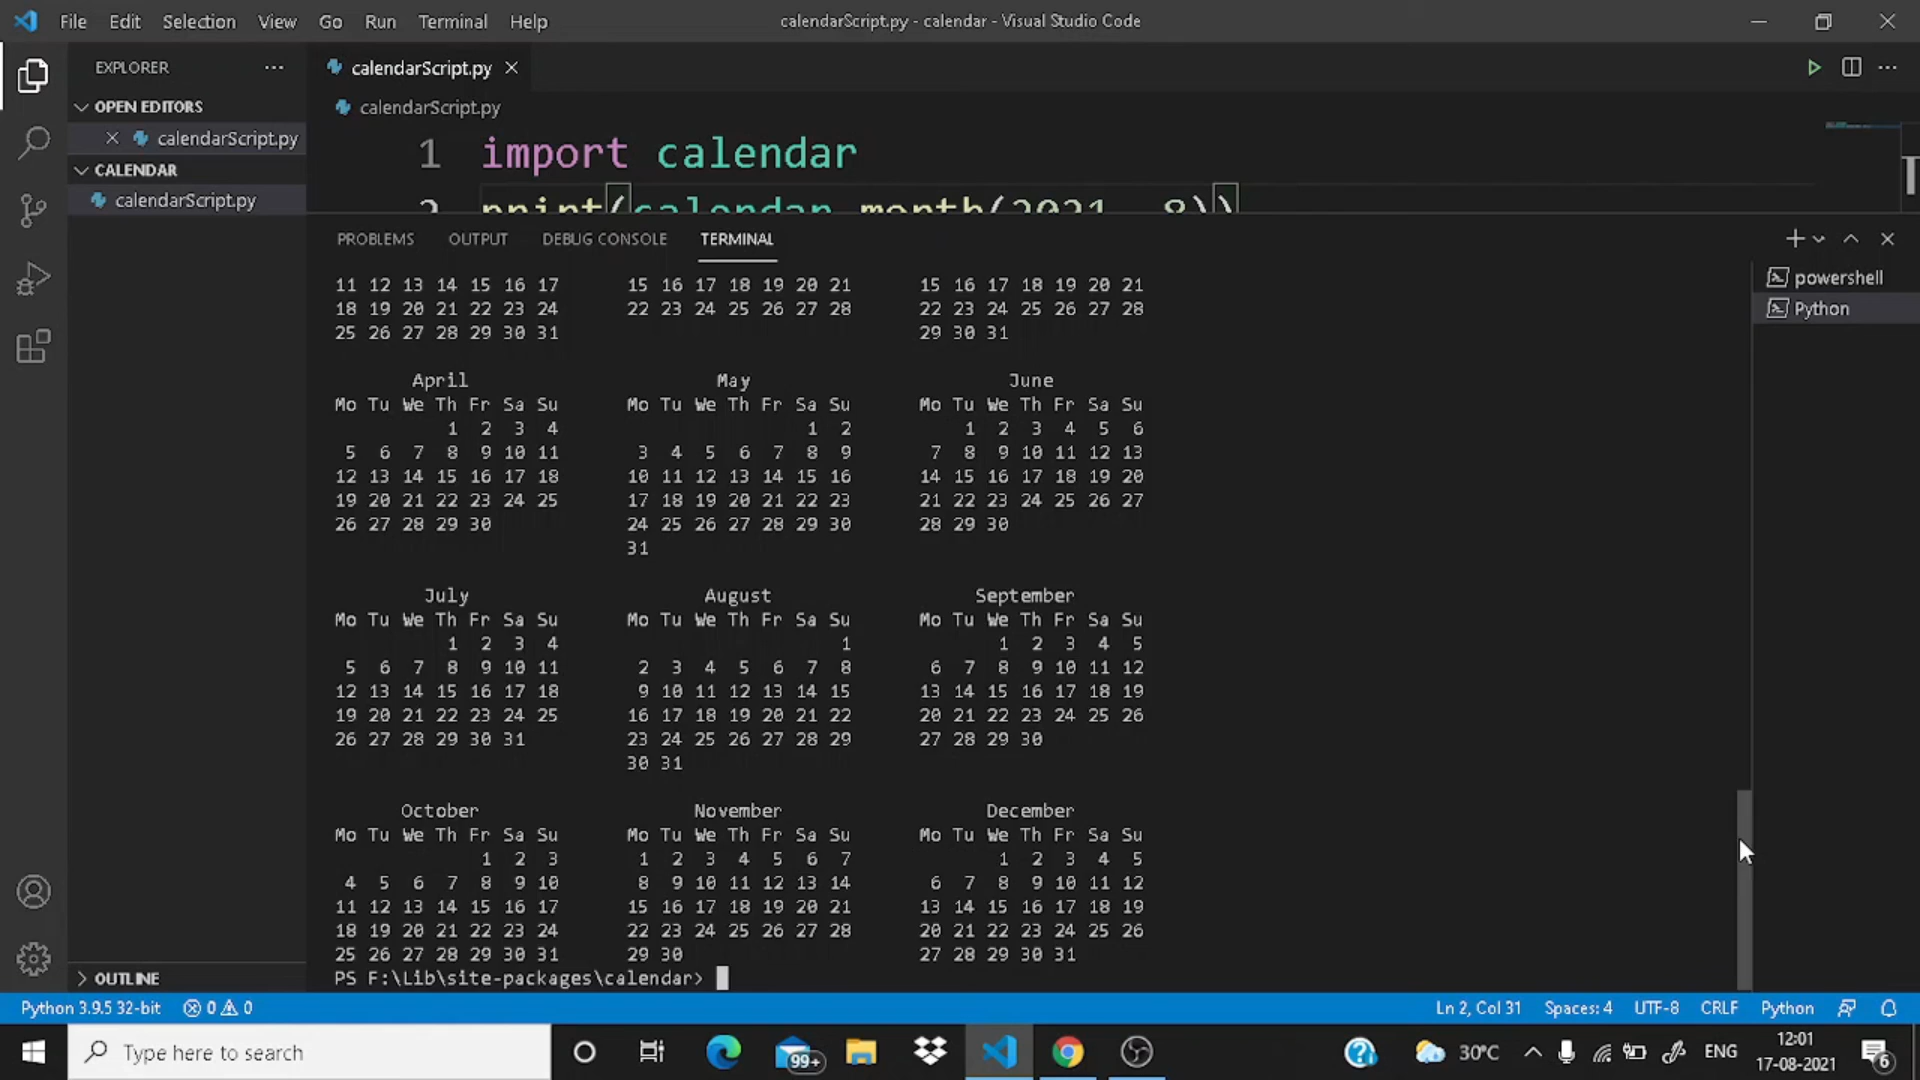 File Edit Selection View Go Run Terminal Help
calendarScript.py - calendar - Visual Studio Code
EXPLORER
OPEN EDITORS
calendarScript.py
CALENDAR
calendarScript.py
OUTLINE
calendarScript.py
calendarScript.py
1 import calendar
2 print(calendar.month(2021, 8))
PROBLEMS OUTPUT DEBUG CONSOLE TERMINAL
powershell
Python
11 12 13 14 15 16 17 15 16 17 18 19 20 21 15 16 17 18 19 20 21
18 19 20 21 22 23 24 22 23 24 25 26 27 28 22 23 24 25 26 27 28
25 26 27 28 29 30 31 29 30 31
April May June
Mo Tu We Th Fr Sa Su Mo Tu We Th Fr Sa Su Mo Tu We Th Fr Sa Su
1 2 3 4 1 2 1 2 3 4 5 6
5 6 7 8 9 10 11 3 4 5 6 7 8 9 7 8 9 10 11 12 13
12 13 14 15 16 17 18 10 11 12 13 14 15 16 14 15 16 17 18 19 20
19 20 21 22 23 24 25 17 18 19 20 21 22 23 21 22 23 24 25 26 27
26 27 28 29 30 24 25 26 27 28 29 30 28 29 30
31
July August September
Mo Tu We Th Fr Sa Su Mo Tu We Th Fr Sa Su Mo Tu We Th Fr Sa Su
1 2 3 4 1 1 2 3 4 5
5 6 7 8 9 10 11 2 3 4 5 6 7 8 6 7 8 9 10 11 12
12 13 14 15 16 17 18 9 10 11 12 13 14 15 13 14 15 16 17 18 19
19 20 21 22 23 24 25 16 17 18 19 20 21 22 20 21 22 23 24 25 26
26 27 28 29 30 31 23 24 25 26 27 28 29 27 28 29 30
30 31
October November December
Mo Tu We Th Fr Sa Su Mo Tu We Th Fr Sa Su Mo Tu We Th Fr Sa Su
1 2 3 1 2 3 4 5 6 7 1 2 3 4 5
4 5 6 7 8 9 10 8 9 10 11 12 13 14 6 7 8 9 10 11 12
11 12 13 14 15 16 17 15 16 17 18 19 20 21 13 14 15 16 17 18 19
18 19 20 21 22 23 24 22 23 24 25 26 27 28 20 21 22 23 24 25 26
25 26 27 28 29 30 31 29 30 27 28 29 30 31
PS F:\Lib\site-packages\calendar>
Python 3.9.5 32-bit 0 0 Ln 2, Col 31 Spaces: 4 UTF-8 CRLF Python
Type here to search
99+
30°C
ENG
12:01
17-08-2021
6